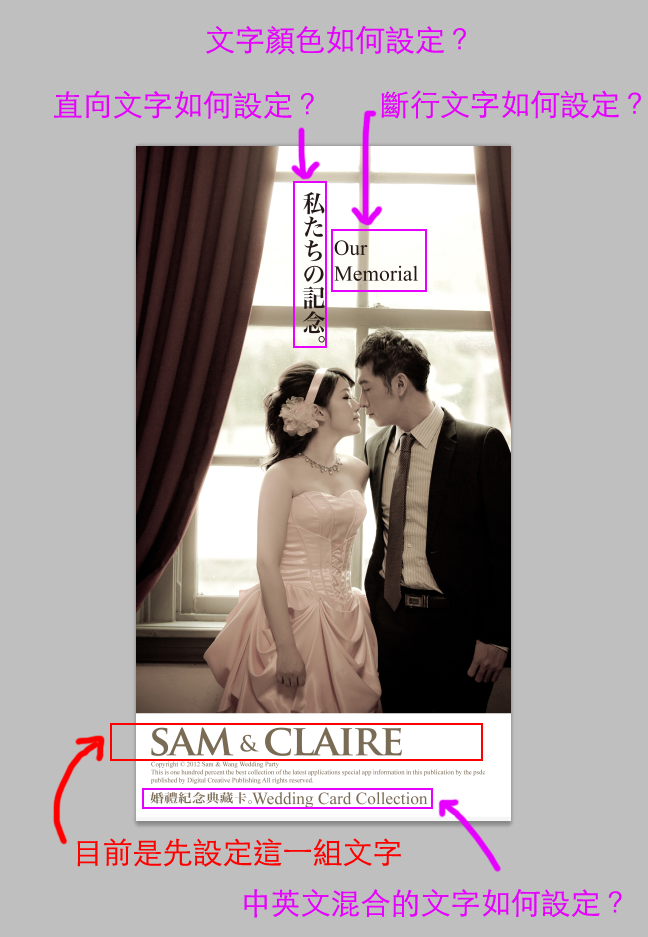 文字顏色如何設定？
直向文字如何設定？
斷行文字如何設定？
私たちの記念。
Our
Memorial
SAM & CLAIRE
Copyright © 2012 Sam & Wang Wedding Party
This is one hundred percent the best collection of the latest applications special app information in this publication by the psdc
published by Digital Creative Publishing All rights reserved.
婚禮紀念典藏卡。Wedding Card Collection
目前是先設定這一組文字
中英文混合的文字如何設定？